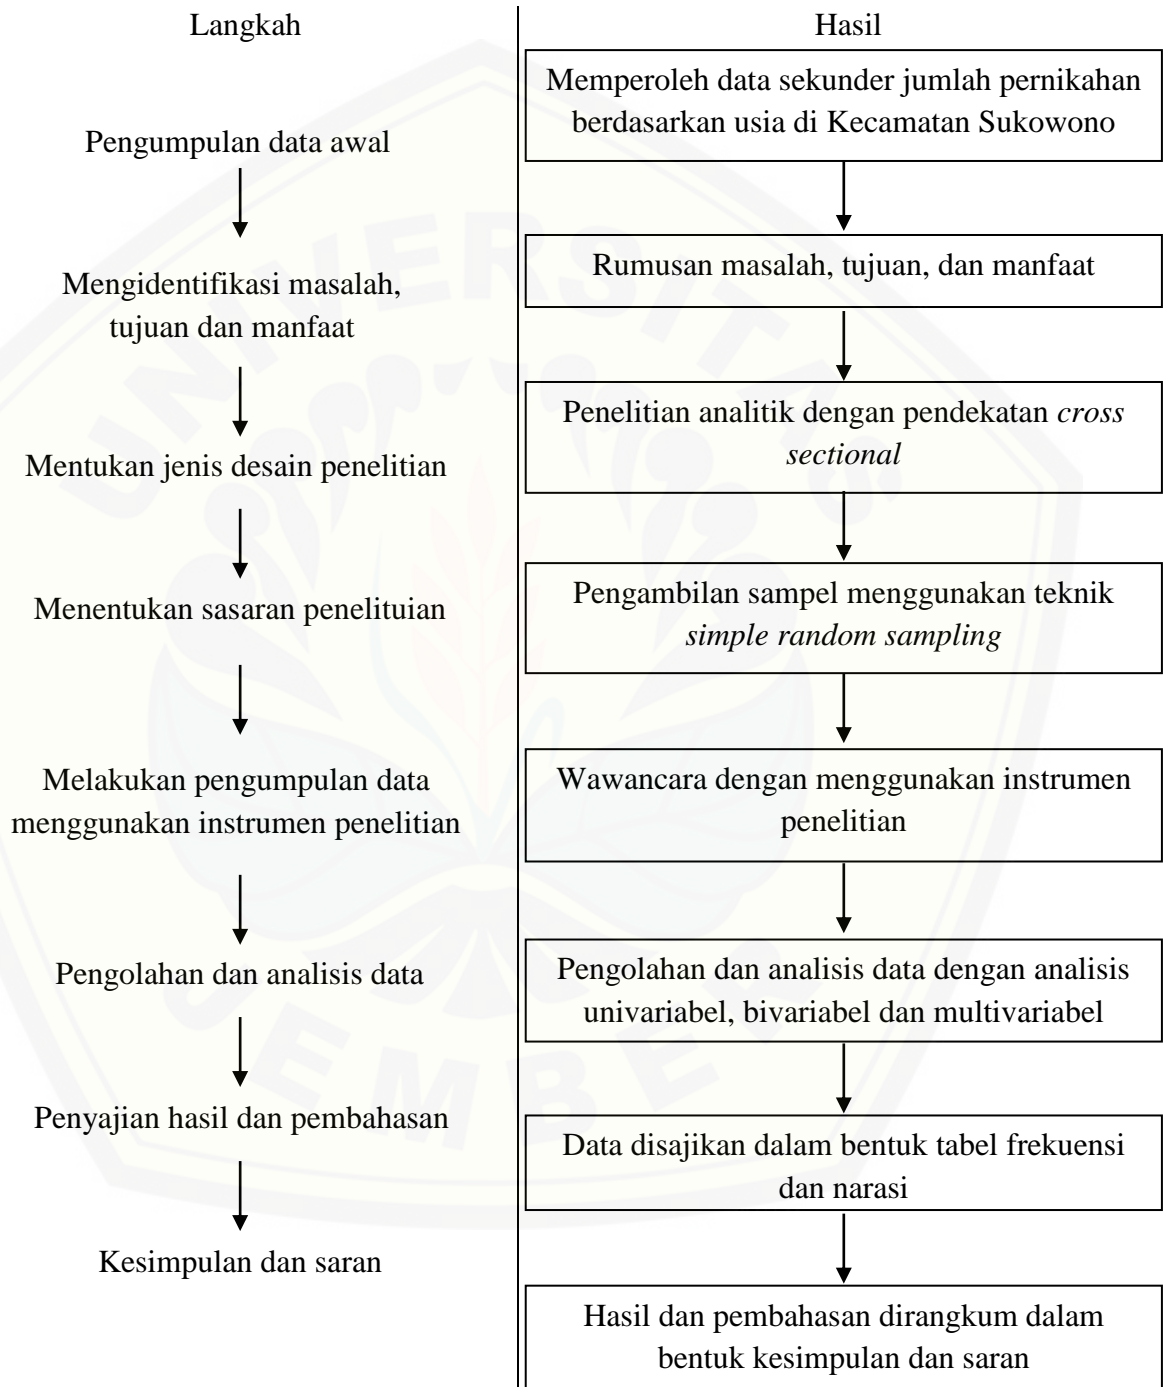 Langkah
Pengumpulan data awal
Mengidentifikasi masalah,
tujuan dan manfaat
Mentukan jenis desain penelitian
Menentukan sasaran penelituian
Melakukan pengumpulan data
menggunakan instrumen penelitian
Pengolahan dan analisis data
Penyajian hasil dan pembahasan
Kesimpulan dan saran
Hasil
Memperoleh data sekunder jumlah pernikahan
berdasarkan usia di Kecamatan Sukowono
Rumusan masalah, tujuan, dan manfaat
Penelitian analitik dengan pendekatan cross
sectional
Pengambilan sampel menggunakan teknik
simple random sampling
Wawancara dengan menggunakan instrumen
penelitian
Pengolahan dan analisis data dengan analisis
univariabel, bivariabel dan multivariabel
Data disajikan dalam bentuk tabel frekuensi
dan narasi
Hasil dan pembahasan dirangkum dalam
bentuk kesimpulan dan saran
UNIVERSITAS
JEMBER